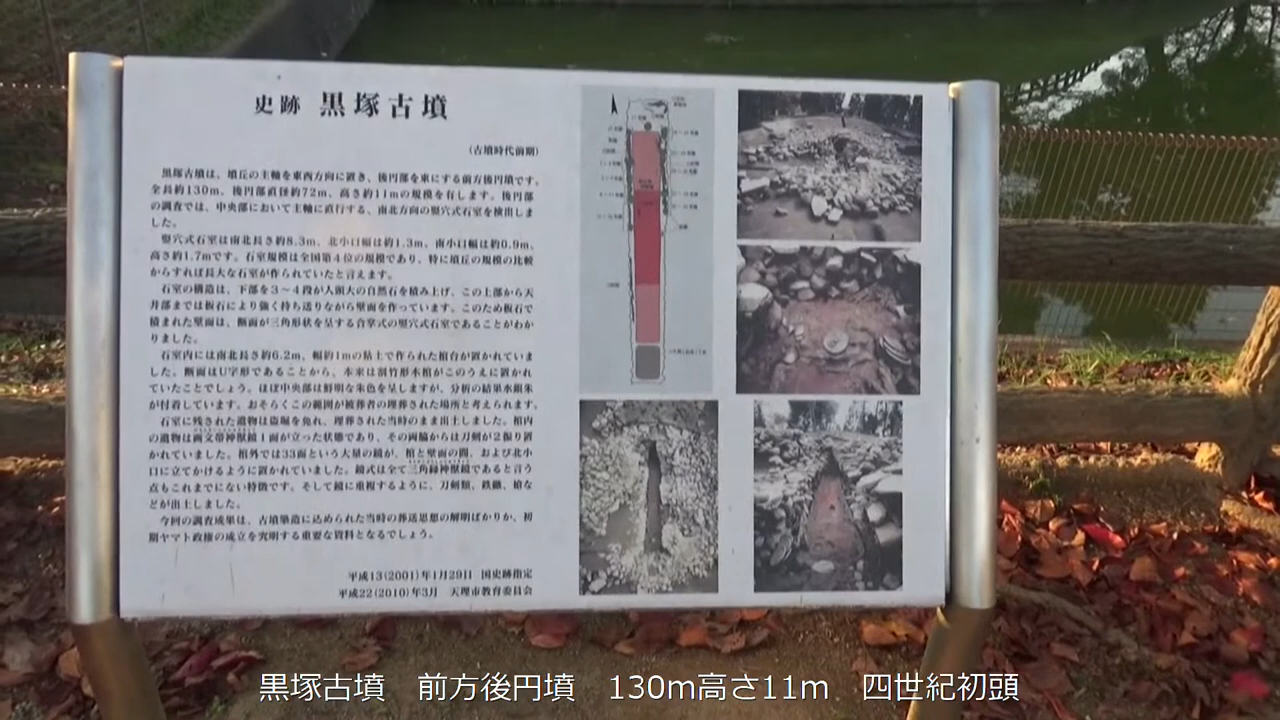 史跡 黒塚古墳
(古墳時代前期)
黒塚古墳は、墳丘の主軸を東西方向に置き、後円部を東にする前方後円墳です。
全長約130m、後円部直径約72m、高さ約11mの規模を有します。後円部
の調査では、中央部において主軸に直行する、南北方向の竪穴式石室を検出しま
した。
竪穴式石室は南北長さ約8.3m、北小口幅は約1.3m、南小口幅は約0.9m、
高さ約1.7mです。石室規模は全国第4位の規模であり、特に墳丘の規模の比較
からすれば長大な石室が作られていたと言えます。
石室の構造は、下部を3〜4段が人頭大の自然石を積み上げ、この上部から天
井部までは板石により強く持ち送りながら壁面を作っています。このため板石で
積まれた壁面は、断面が三角形状を呈する合掌式の竪穴式石室であることがわか
りました。
石室内には南北長さ約6.2m、幅約1mの粘土で作られた棺台が置かれていま
した。断面はU字形であることから、本来は割竹形木棺がこのうえに置かれ
ていたことでしょう。ほぼ中央部は鮮明な朱色を呈しますが、分析の結果水銀朱
が付着しています。おそらくこの範囲が被葬者の埋葬された場所と考えられます。
石室に残された遺物は盗掘を免れ、埋葬された当時のまま出土しました。棺内
の遺物は画文帯神獣鏡1面が立った状態であり、その両脇からは刀剣が2振り置
かれていました。棺外では33面という大量の鏡が、棺と壁面の間、および北小
口に立てかけるように置かれていました。鏡式は全て三角縁神獣鏡であると言う
点もこれまでにない特徴です。そして鏡に重複するように、刀剣類、鉄鏃、槍な
どが出土しました。
今回の調査成果は、古墳築造に込められた当時の葬送思想の解明ばかりか、初
期ヤマト政権の成立を究明する重要な資料となるでしょう。
平成13(2001)年1月29日 国史跡指定
平成22(2010)年3月 天理市教育委員会
黒塚古墳 前方後円墳 130m高さ11m 四世紀初頭